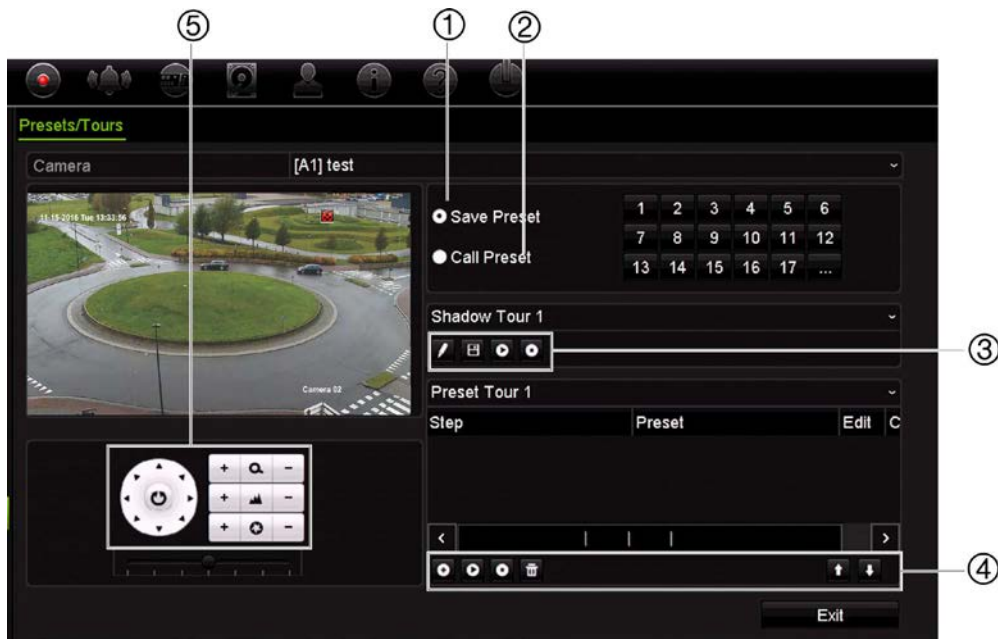 ⑤ ① ②
Presets/Tours
Camera [A1] test
11-15-2016 Tue 13:33:56
Camera 02
Save Preset
Call Preset
1 2 3 4 5 6
7 8 9 10 11 12
13 14 15 16 17 ...
Shadow Tour 1
③
Preset Tour 1
Step Preset Edit C
④
Exit